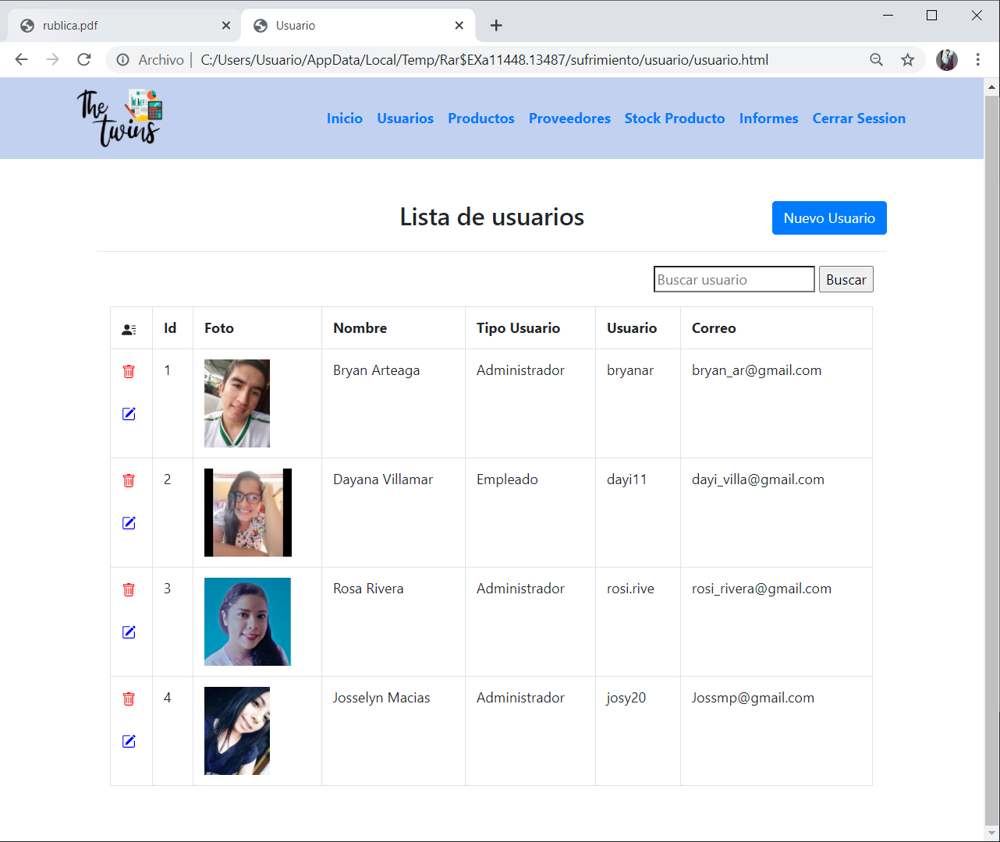 rublica.pdf
Usuario
Archivo | C:/Users/Usuario/AppData/Local/Temp/Rar$EXa11448.13487/sufrimiento/usuario/usuario.html
The twins
Inicio Usuarios Productos Proveedores Stock Producto Informes Cerrar Session
Lista de usuarios
Nuevo Usuario
Buscar usuario Buscar
Id Foto Nombre Tipo Usuario Usuario Correo
1 Bryan Arteaga Administrador bryanar bryan_ar@gmail.com
2 Dayana Villamar Empleado dayi11 dayi_villa@gmail.com
3 Rosa Rivera Administrador rosi.rive rosi_rivera@gmail.com
4 Josselyn Macias Administrador josy20 Jossmp@gmail.com